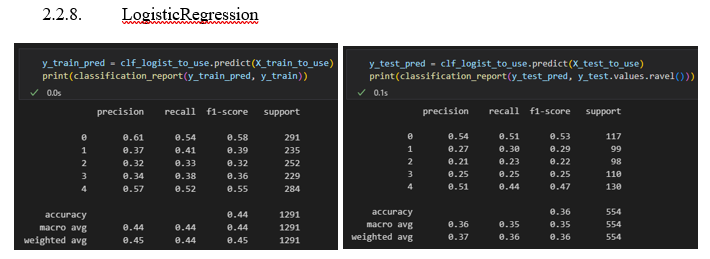 2.2.8. LogisticRegression
y_train_pred = clf_logist_to_use.predict(X_train_to_use)
print(classification_report(y_train_pred, y_train))
✓ 0.0s
precision recall f1-score support
0 0.61 0.54 0.58 291
1 0.37 0.41 0.39 235
2 0.32 0.33 0.32 252
3 0.34 0.38 0.36 229
4 0.57 0.52 0.55 284
accuracy 0.44 1291
macro avg 0.44 0.44 0.44 1291
weighted avg 0.45 0.44 0.45 1291
y_test_pred = clf_logist_to_use.predict(X_test_to_use)
print(classification_report(y_test_pred, y_test.values.ravel()))
✓ 0.1s
precision recall f1-score support
0 0.54 0.51 0.53 117
1 0.27 0.30 0.29 99
2 0.21 0.23 0.22 98
3 0.25 0.25 0.25 110
4 0.51 0.44 0.47 130
accuracy 0.36 554
macro avg 0.36 0.35 0.35 554
weighted avg 0.37 0.36 0.36 554